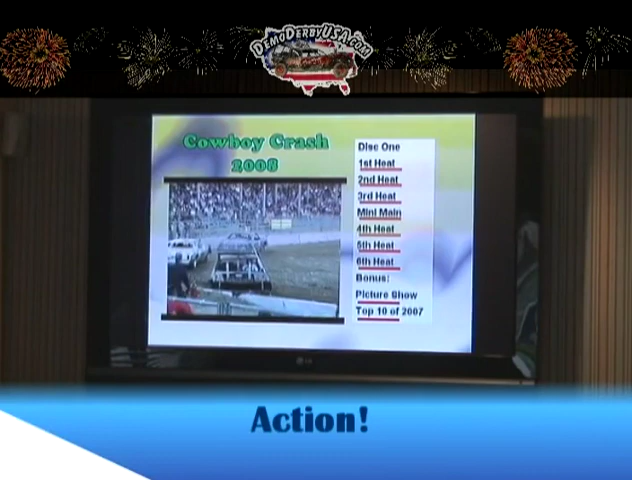 DemoDerbyUSA.com
Cowboy Crash
2008
Disc One
1st Heat
2nd Heat
3rd Heat
Mini Main
4th Heat
5th Heat
6th Heat
Bonus:
Picture Show
Top 10 of 2007
LG
Action!